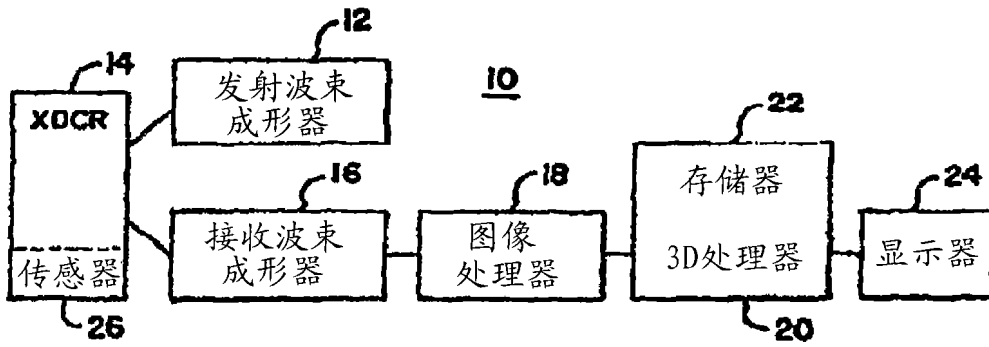 12
14
10
XDCR
发射波束
成形器
22
16
18
24
存储器
接收波束
成形器
图像
处理器
3D处理器
显示器
传感器
26
20